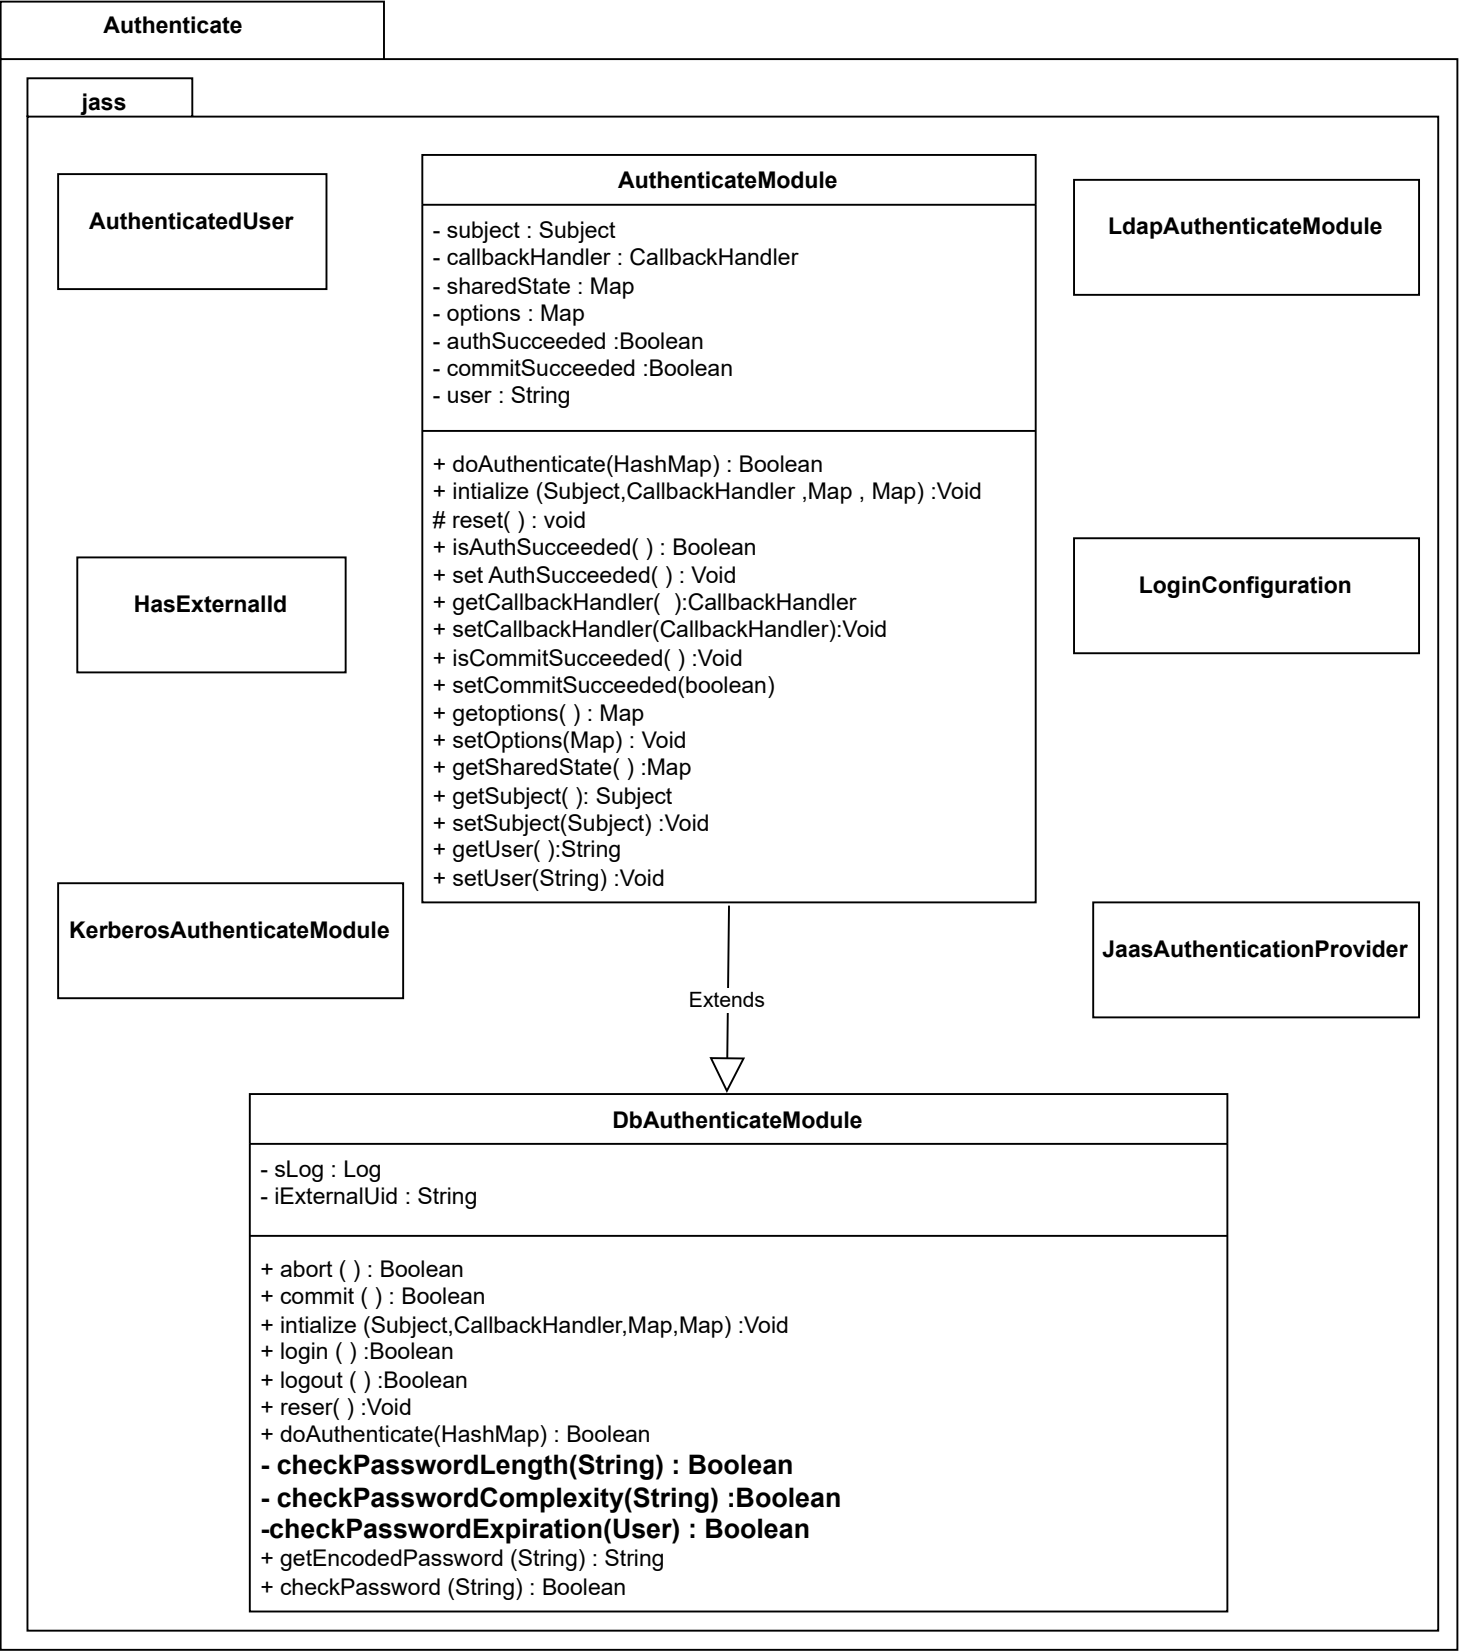 Authenticate
jass
AuthenticatedUser
AuthenticateModule
- subject : Subject
- callbackHandler : CallbackHandler
- sharedState : Map
- options : Map
- authSucceeded :Boolean
- commitSucceeded :Boolean
- user : String
+ doAuthenticate(HashMap) : Boolean
+ intialize (Subject,CallbackHandler ,Map , Map) :Void
# reset( ) : void
+ isAuthSucceeded( ) : Boolean
+ set AuthSucceeded( ) : Void
+ getCallbackHandler(  ):CallbackHandler
+ setCallbackHandler(CallbackHandler):Void
+ isCommitSucceeded( ) :Void
+ setCommitSucceeded(boolean)
+ getoptions( ) : Map
+ setOptions(Map) : Void
+ getSharedState( ) :Map
+ getSubject( ): Subject
+ setSubject(Subject) :Void
+ getUser( ):String
+ setUser(String) :Void
LdapAuthenticateModule
HasExternalId
LoginConfiguration
KerberosAuthenticateModule
JaasAuthenticationProvider
Extends
DbAuthenticateModule
- sLog : Log
- iExternalUid : String
+ abort ( ) : Boolean
+ commit ( ) : Boolean
+ intialize (Subject,CallbackHandler,Map,Map) :Void
+ login ( ) :Boolean
+ logout ( ) :Boolean
+ reser( ) :Void
+ doAuthenticate(HashMap) : Boolean
- checkPasswordLength(String) : Boolean
- checkPasswordComplexity(String) :Boolean
-checkPasswordExpiration(User) : Boolean
+ getEncodedPassword (String) : String
+ checkPassword (String) : Boolean